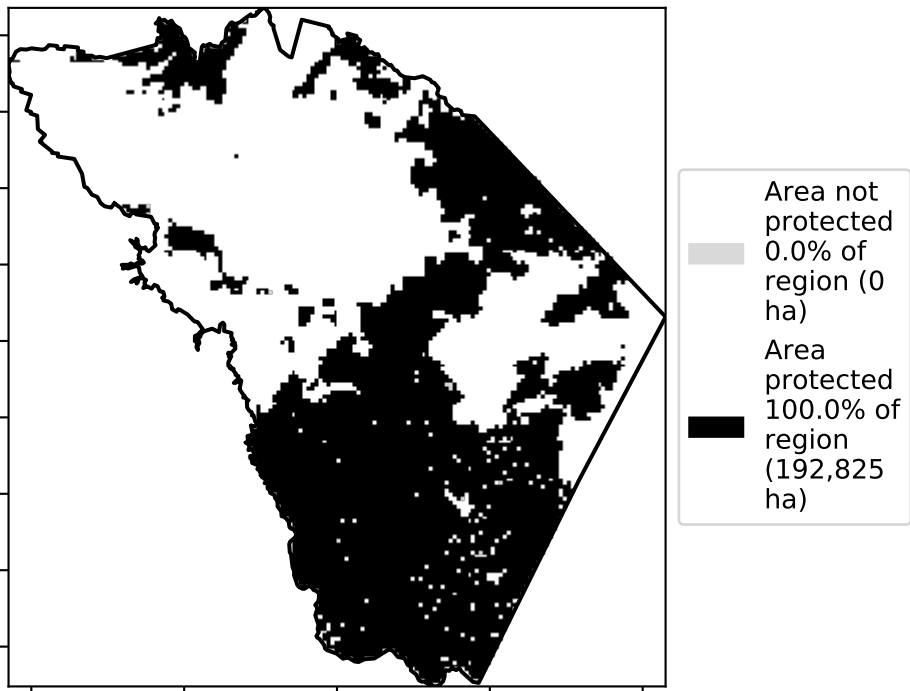 Area not
protected
0.0% of
region (0
ha)
Area
protected
100.0% of
region
(192,825
ha)